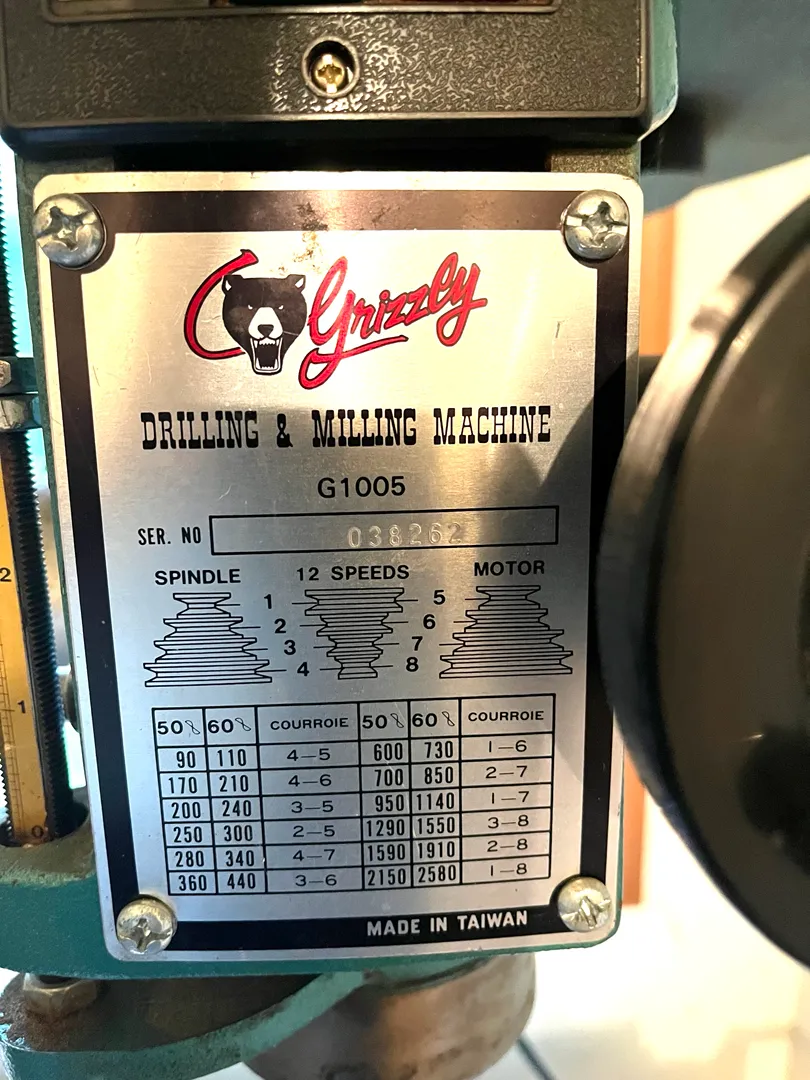 Grizzly
DRILLING & MILLING MACHINE
G1005
SER. NO 038262
SPINDLE 12 SPEEDS MOTOR
1 5
2 6
3 7
4 8
50∿ 60∿ COURROIE 50∿ 60∿ COURROIE
90 110 4—5 600 730 1—6
170 210 4—6 700 850 2—7
200 240 3—5 950 1140 1—7
250 300 2—5 1290 1550 3—8
280 340 4—7 1590 1910 2—8
360 440 3—6 2150 2580 1—8
MADE IN TAIWAN
2
1
0